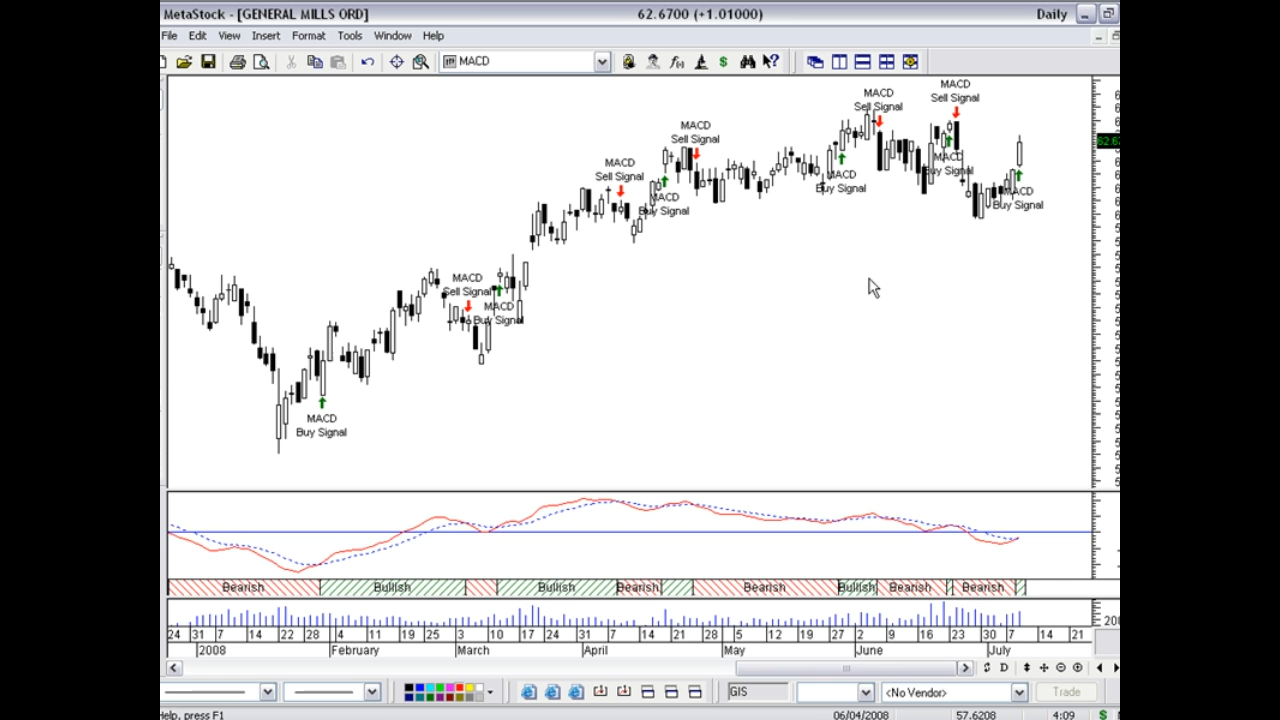 MetaStock - [GENERAL MILLS ORD] 62.6700 (+1.01000) Daily
File Edit View Insert Format Tools Window Help
MACD
MACD
Sell Signal
MACD
Sell Signal
MACD
Sell Signal
MACD
Sell Signal
MACD
Buy Signal
MACD
Buy Signal
MACD
Buy Signal
MACD
Buy Signal
MACD
Sell Signal
MACD
Buy Signal
MACD
Buy Signal
Bearish Bullish Bullish Bearish Bearish Bullish Bearish Bearish
200
24 31 7 14 22 28 4 11 19 25 3 10 17 24 31 7 14 21 28 5 12 19 27 2 9 16 23 30 7 14 21
2008 February March April May June July
D
GIS <No Vendor> Trade
Help, press F1 06/04/2008 57.6208 4:09 $